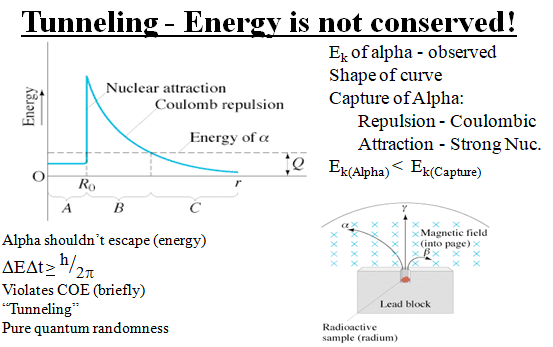 Tunneling - Energy is not conserved!
Energy
Nuclear attraction
Coulomb repulsion
Energy of α
Q
O
R₀
r
A
B
C
Eₖ of alpha - observed
Shape of curve
Capture of Alpha:
Repulsion - Coulombic
Attraction - Strong Nuc.
Eₖ(Alpha) < Eₖ(Capture)
Alpha shouldn't escape (energy)
ΔEΔt≥ h/2π
Violates COE (briefly)
"Tunneling"
Pure quantum randomness
γ
α
Magnetic field
(into page)
β
Lead block
Radioactive
sample (radium)